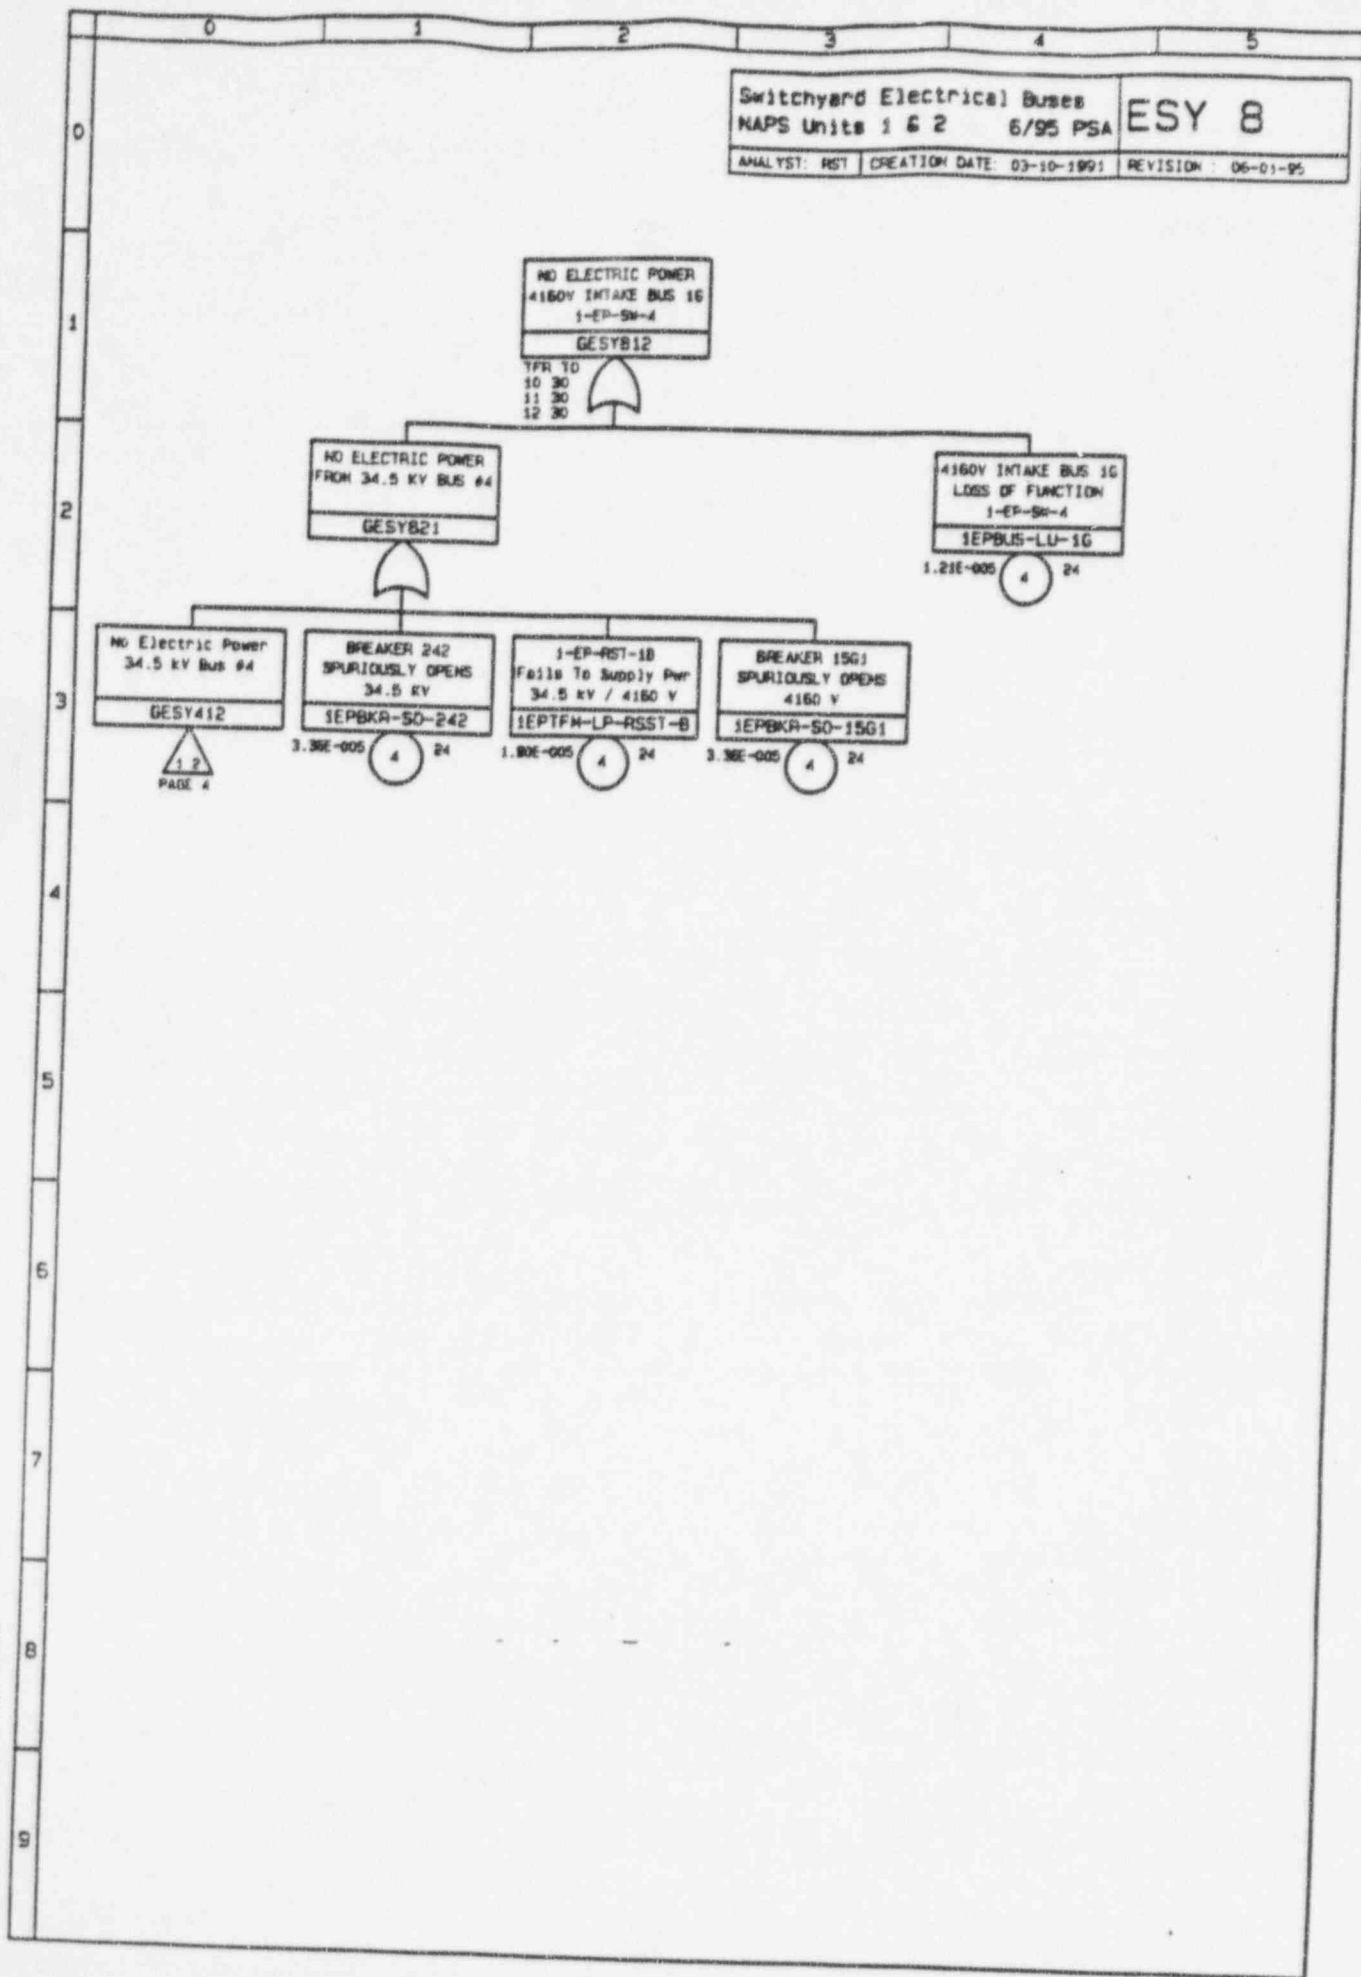 0 1 2 3 4 5
Switchyard Electrical Buses
NAPS Units 1 & 2 6/95 PSA
ESY 8
ANALYST: RST CREATION DATE: 03-10-1991 REVISION : 06-01-95
0
1
2
3
4
5
6
7
8
9
NO ELECTRIC POWER
4160V INTAKE BUS 1G
1-EP-SW-4
GESY812
TFR TO
10 30
11 30
12 30
NO ELECTRIC POWER
FROM 34.5 KV BUS #4
GESY821
4160V INTAKE BUS 1G
LOSS OF FUNCTION
1-EP-SW-4
1EPBUS-LU-1G
1.21E-005 4 24
No Electric Power
34.5 kV Bus #4
GESY412
1 2
PAGE 4
BREAKER 242
SPURIOUSLY OPENS
34.5 KV
1EPBKR-SO-242
3.36E-005 4 24
1-EP-RST-1B
Fails To Supply Pwr
34.5 kV / 4160 V
1EPTFM-LP-RSST-B
1.80E-005 4 24
BREAKER 15G1
SPURIOUSLY OPENS
4160 V
1EPBKR-SO-15G1
3.36E-005 4 24